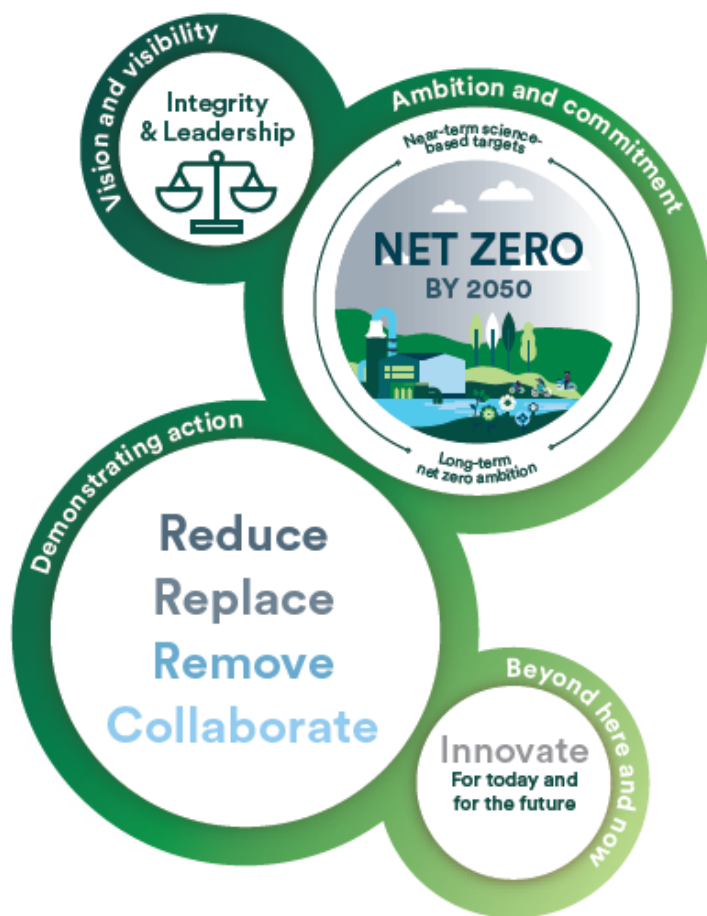 Vision and visibility
Integrity
& Leadership
Ambition and commitment
Near-term science-
based targets
NET ZERO
BY 2050
Long-term
net zero ambition
Demonstrating action
Reduce
Replace
Remove
Collaborate
Beyond here and now
Innovate
For today and
for the future